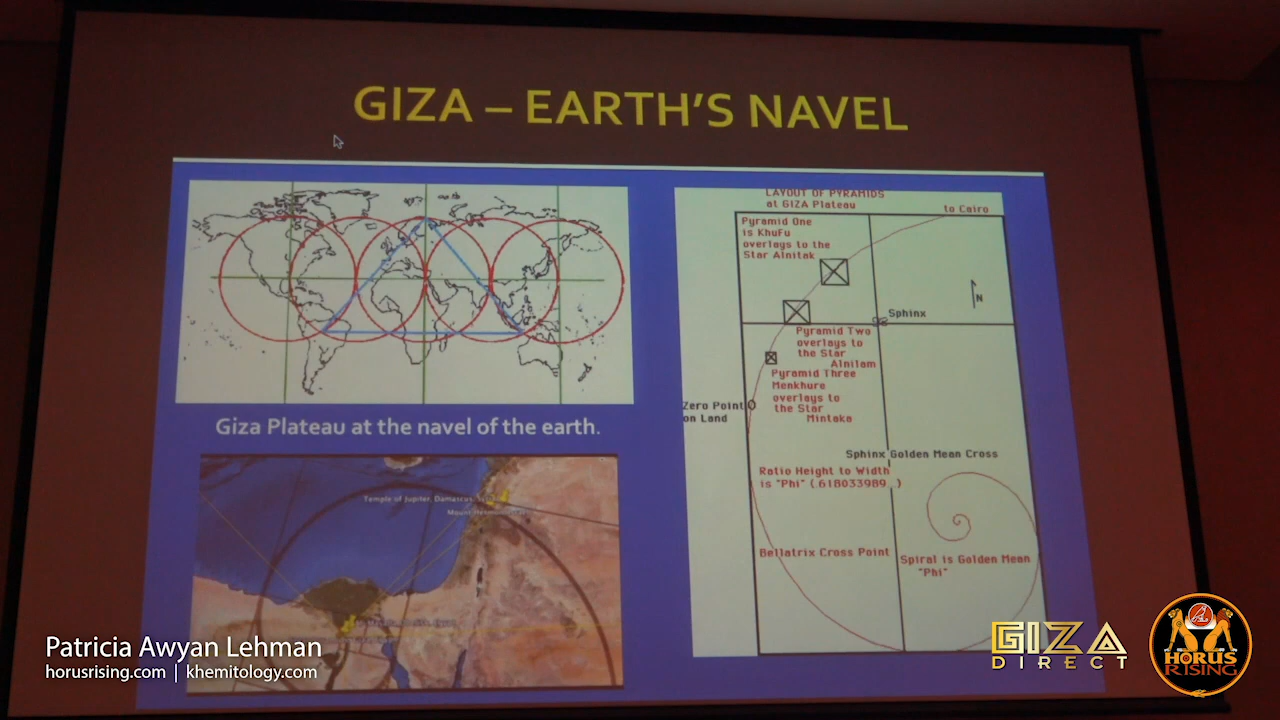 GIZA – EARTH'S NAVEL
Giza Plateau at the navel of the earth.
Temple of Jupiter, Damascus,
LAYOUT OF PYRAMIDS
at GIZA Plateau
to Cairo
Pyramid One
is KhuFu
overlays to the
Star Alnitak
N
Sphinx
Pyramid Two
overlays to
the Star
Alnilam
Pyramid Three
Menkhure
overlays to
the Star
Mintaka
Zero Point
on Land
0
Sphinx Golden Mean Cross
Ratio Height to Width
is "Phi" (.618033989..)
Bellatrix Cross Point
Spiral is Golden Mean
"Phi"
Patricia Awyan Lehman
horusrising.com | khemitology.com
GIZA
DIRECT
HORUS
RISING